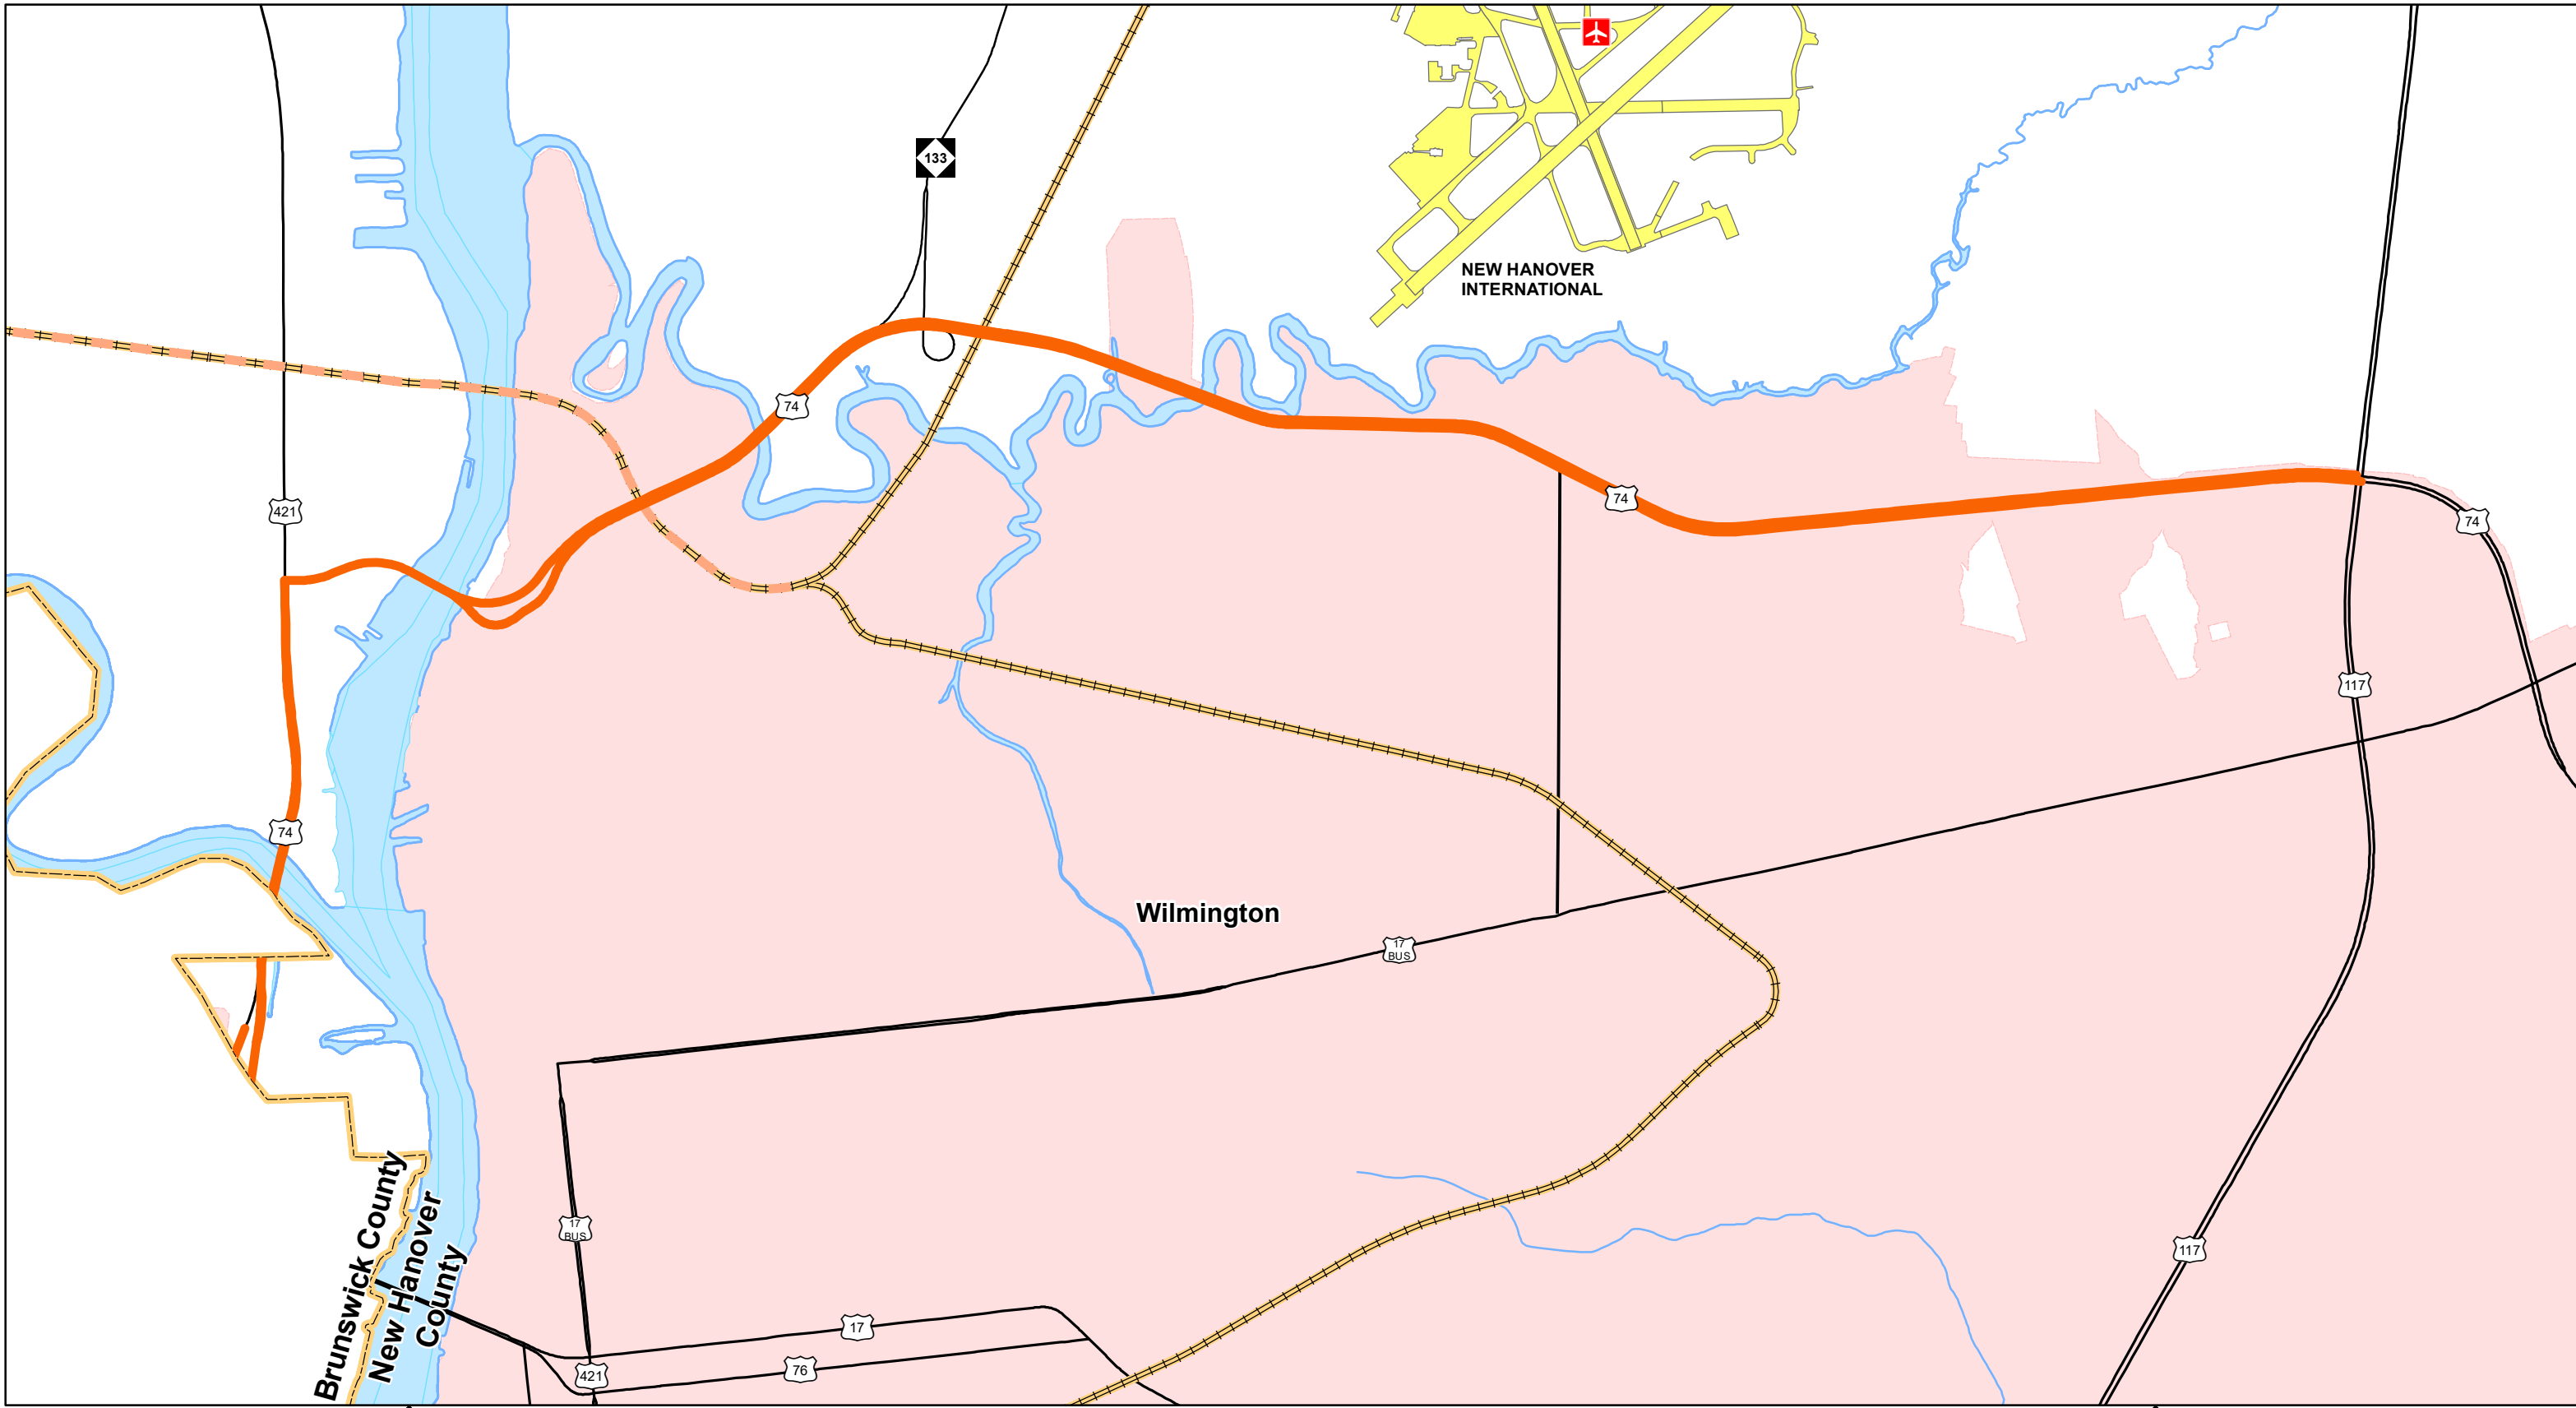 133
NEW HANOVER
INTERNATIONAL
74
74
421
74
117
74
Wilmington
17
BUS
17
BUS
117
Brunswick County
New Hanover
County
17
76
421